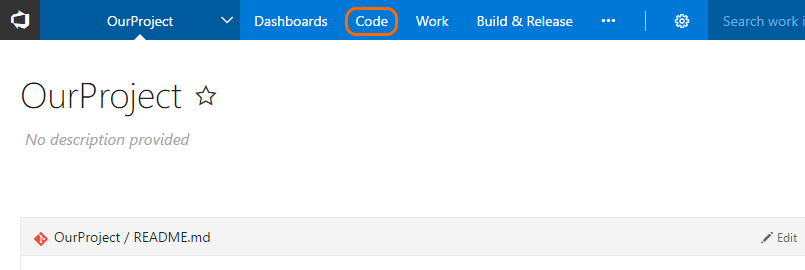 OurProject Dashboards Code Work Build & Release ••• Search work i
OurProject
No description provided
OurProject / README.md Edit